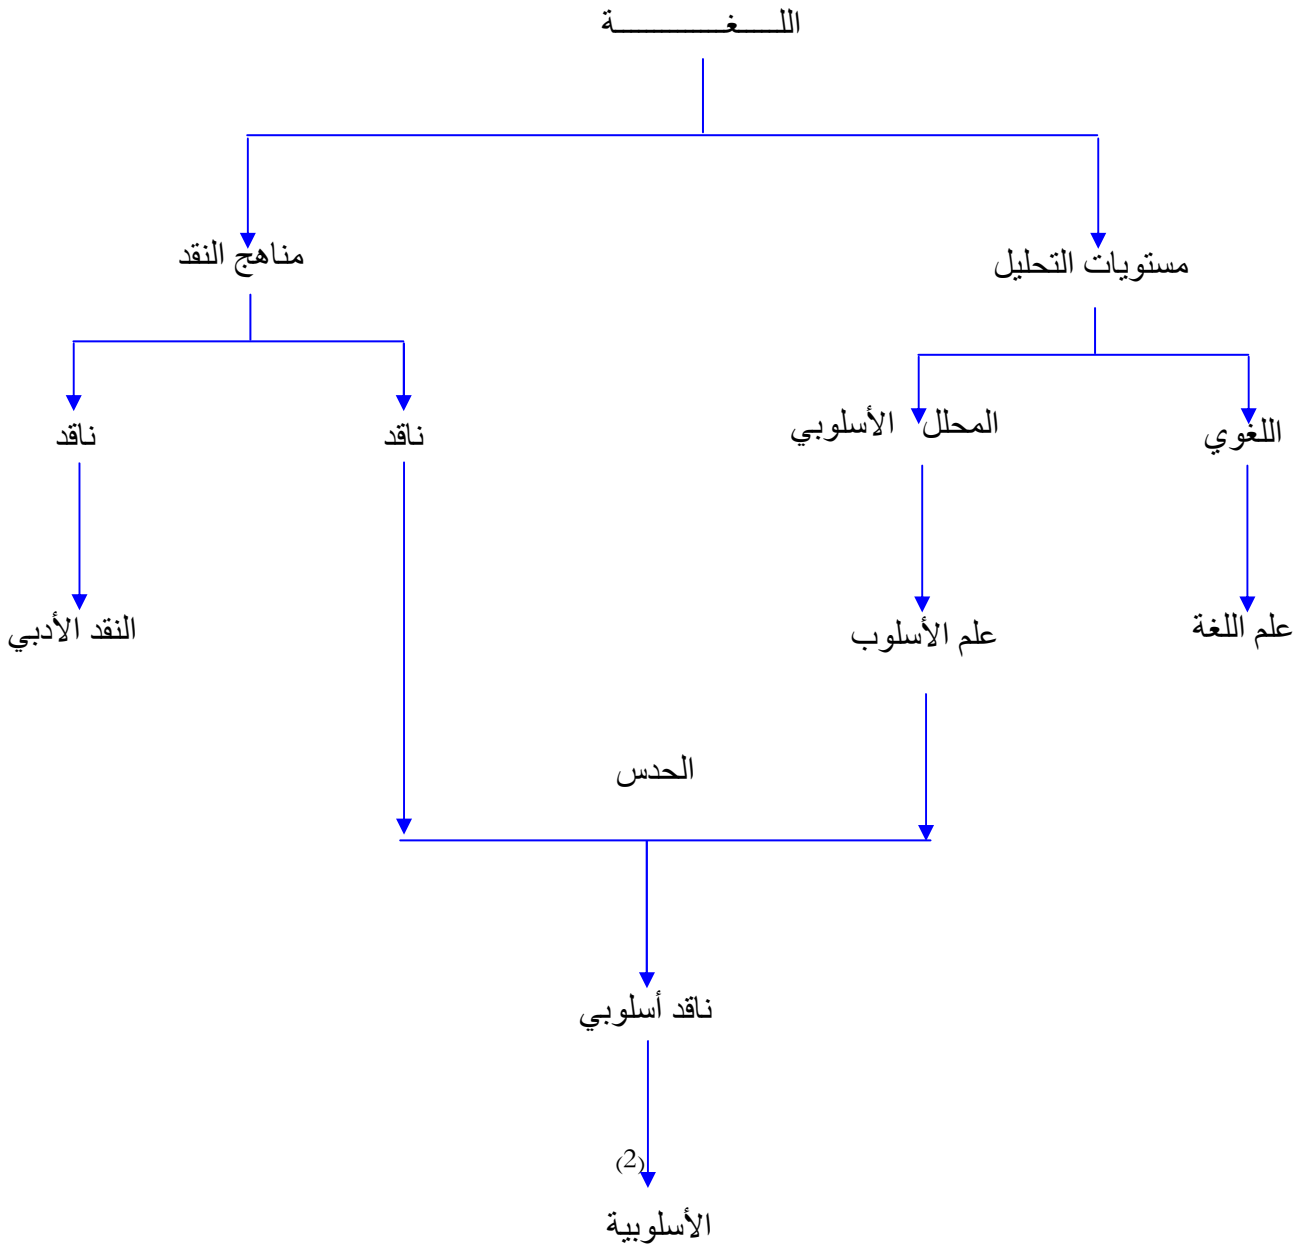 اللـــــغـــــــــــــة
مستويات التحليل
مناهج النقد
اللغوي
المحلل الأسلوبي
ناقد
ناقد
علم اللغة
علم الأسلوب
النقد الأدبي
الحدس
ناقد أسلوبي
(2)
الأسلوبية